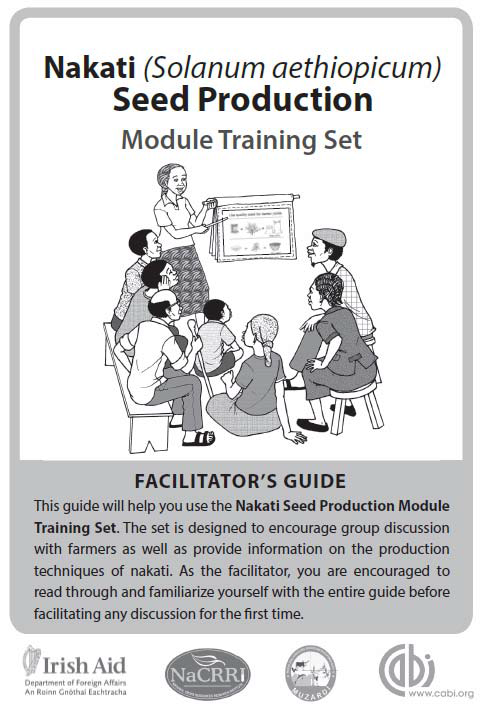 Nakati (Solanum aethiopicum)
Seed Production
Module Training Set
FACILITATOR'S GUIDE
This guide will help you use the Nakati Seed Production Module
Training Set. The set is designed to encourage group discussion
with farmers as well as provide information on the production
techniques of nakati. As the facilitator, you are encouraged to
read through and familiarize yourself with the entire guide before
facilitating any discussion for the first time.
Irish Aid
Department of Foreign Affairs
An Roinn Gnóthaí Eachtracha
NaCRRI
MUZARDI
cabi
www.cabi.org